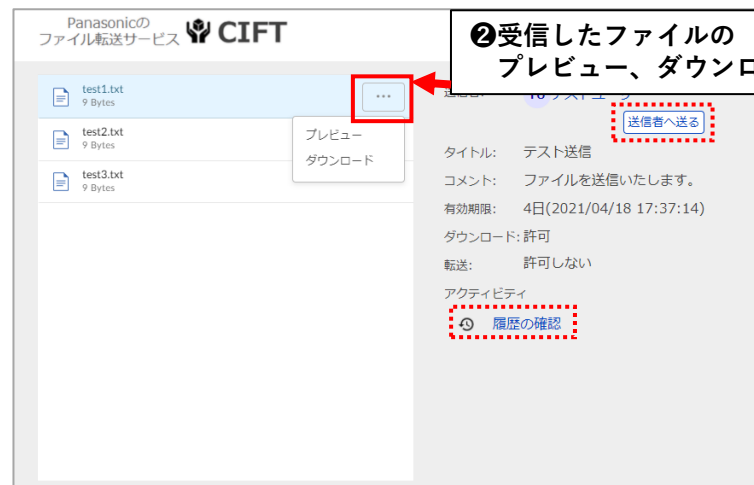 Panasonicの
ファイル転送サービス CIFT
❷受信したファイルの
プレビュー、ダウンロ
test1.txt
9 Bytes
…
test2.txt
9 Bytes
プレビュー
ダウンロード
test3.txt
9 Bytes
送信者へ送る
タイトル: テスト送信
コメント: ファイルを送信いたします。
有効期限: 4日(2021/04/18 17:37:14)
ダウンロード: 許可
転送: 許可しない
アクティビティ
履歴の確認